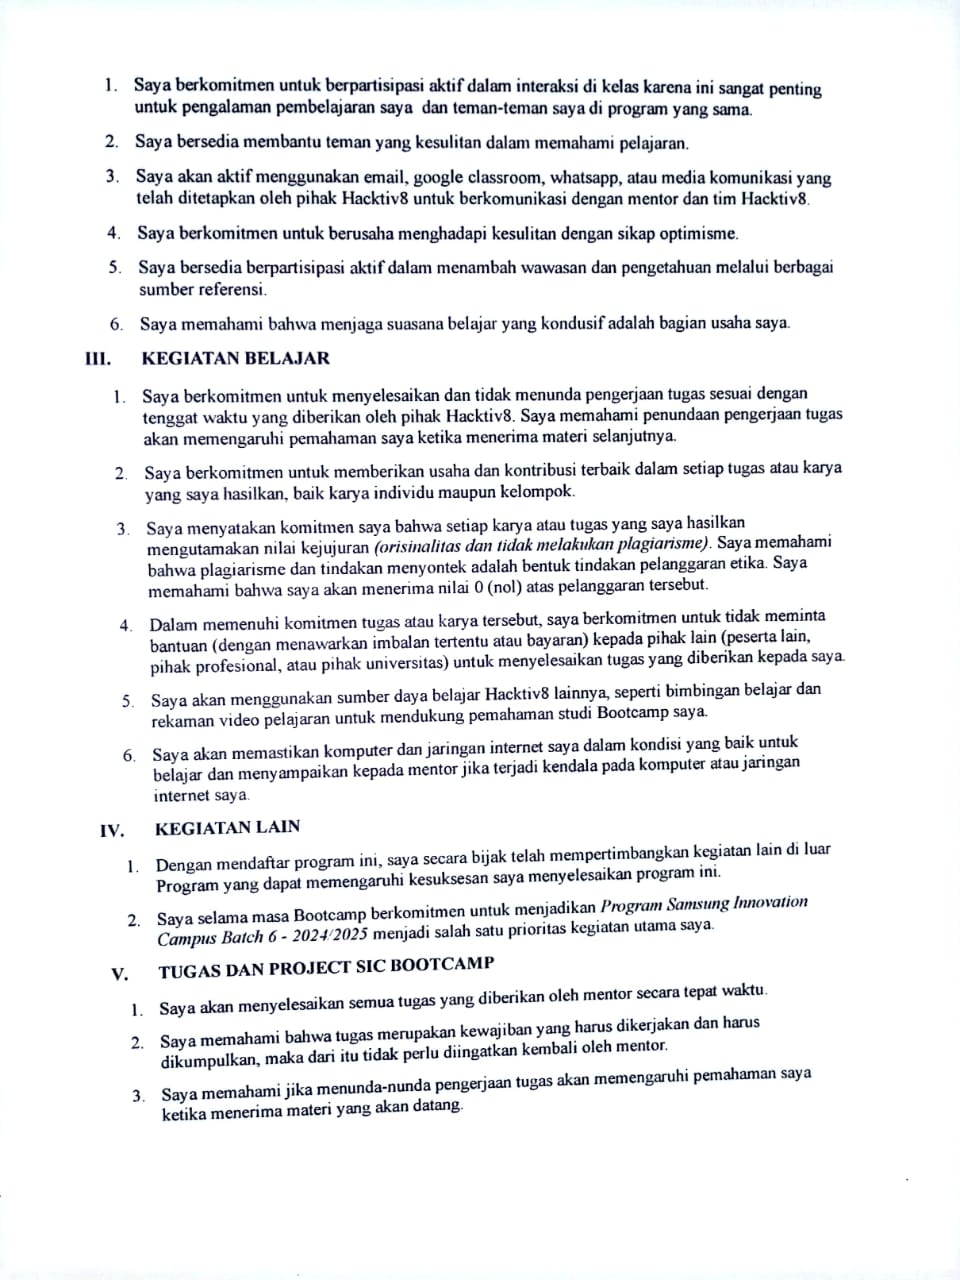 1. Saya berkomitmen untuk berpartisipasi aktif dalam interaksi di kelas karena ini sangat penting
untuk pengalaman pembelajaran saya dan teman-teman saya di program yang sama.
2. Saya bersedia membantu teman yang kesulitan dalam memahami pelajaran.
3. Saya akan aktif menggunakan email, google classroom, whatsapp, atau media komunikasi yang
telah ditetapkan oleh pihak Hacktiv8 untuk berkomunikasi dengan mentor dan tim Hacktiv8.
4. Saya berkomitmen untuk berusaha menghadapi kesulitan dengan sikap optimisme.
5. Saya bersedia berpartisipasi aktif dalam menambah wawasan dan pengetahuan melalui berbagai
sumber referensi.
6. Saya memahami bahwa menjaga suasana belajar yang kondusif adalah bagian usaha saya.
III. KEGIATAN BELAJAR
1. Saya berkomitmen untuk menyelesaikan dan tidak menunda pengerjaan tugas sesuai dengan
tenggat waktu yang diberikan oleh pihak Hacktiv8. Saya memahami penundaan pengerjaan tugas
akan memengaruhi pemahaman saya ketika menerima materi selanjutnya.
2. Saya berkomitmen untuk memberikan usaha dan kontribusi terbaik dalam setiap tugas atau karya
yang saya hasilkan, baik karya individu maupun kelompok.
3. Saya menyatakan komitmen saya bahwa setiap karya atau tugas yang saya hasilkan
mengutamakan nilai kejujuran (orisinalitas dan tidak melakukan plagiarisme). Saya memahami
bahwa plagiarisme dan tindakan menyontek adalah bentuk tindakan pelanggaran etika. Saya
memahami bahwa saya akan menerima nilai 0 (nol) atas pelanggaran tersebut.
4. Dalam memenuhi komitmen tugas atau karya tersebut, saya berkomitmen untuk tidak meminta
bantuan (dengan menawarkan imbalan tertentu atau bayaran) kepada pihak lain (peserta lain,
pihak profesional, atau pihak universitas) untuk menyelesaikan tugas yang diberikan kepada saya.
5. Saya akan menggunakan sumber daya belajar Hacktiv8 lainnya, seperti bimbingan belajar dan
rekaman video pelajaran untuk mendukung pemahaman studi Bootcamp saya.
6. Saya akan memastikan komputer dan jaringan internet saya dalam kondisi yang baik untuk
belajar dan menyampaikan kepada mentor jika terjadi kendala pada komputer atau jaringan
internet saya.
IV. KEGIATAN LAIN
1. Dengan mendaftar program ini, saya secara bijak telah mempertimbangkan kegiatan lain di luar
Program yang dapat memengaruhi kesuksesan saya menyelesaikan program ini.
2. Saya selama masa Bootcamp berkomitmen untuk menjadikan Program Samsung Innovation
Campus Batch 6 - 2024/2025 menjadi salah satu prioritas kegiatan utama saya.
V. TUGAS DAN PROJECT SIC BOOTCAMP
1. Saya akan menyelesaikan semua tugas yang diberikan oleh mentor secara tepat waktu.
2. Saya memahami bahwa tugas merupakan kewajiban yang harus dikerjakan dan harus
dikumpulkan, maka dari itu tidak perlu diingatkan kembali oleh mentor.
3. Saya memahami jika menunda-nunda pengerjaan tugas akan memengaruhi pemahaman saya
ketika menerima materi yang akan datang.